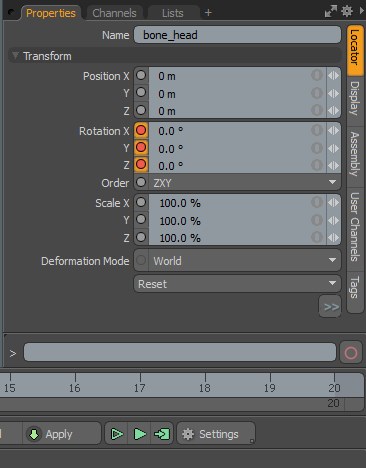 Properties Channels Lists +
Name bone_head
Transform
Position X 0 m
Y 0 m
Z 0 m
Rotation X 0.0 °
Y 0.0 °
Z 0.0 °
Order ZXY
Scale X 100.0 %
Y 100.0 %
Z 100.0 %
Deformation Mode World
Reset
>>
Locator
Display
Assembly
User Channels
Tags
>
15 16 17 18 19 20
20
Apply Settings